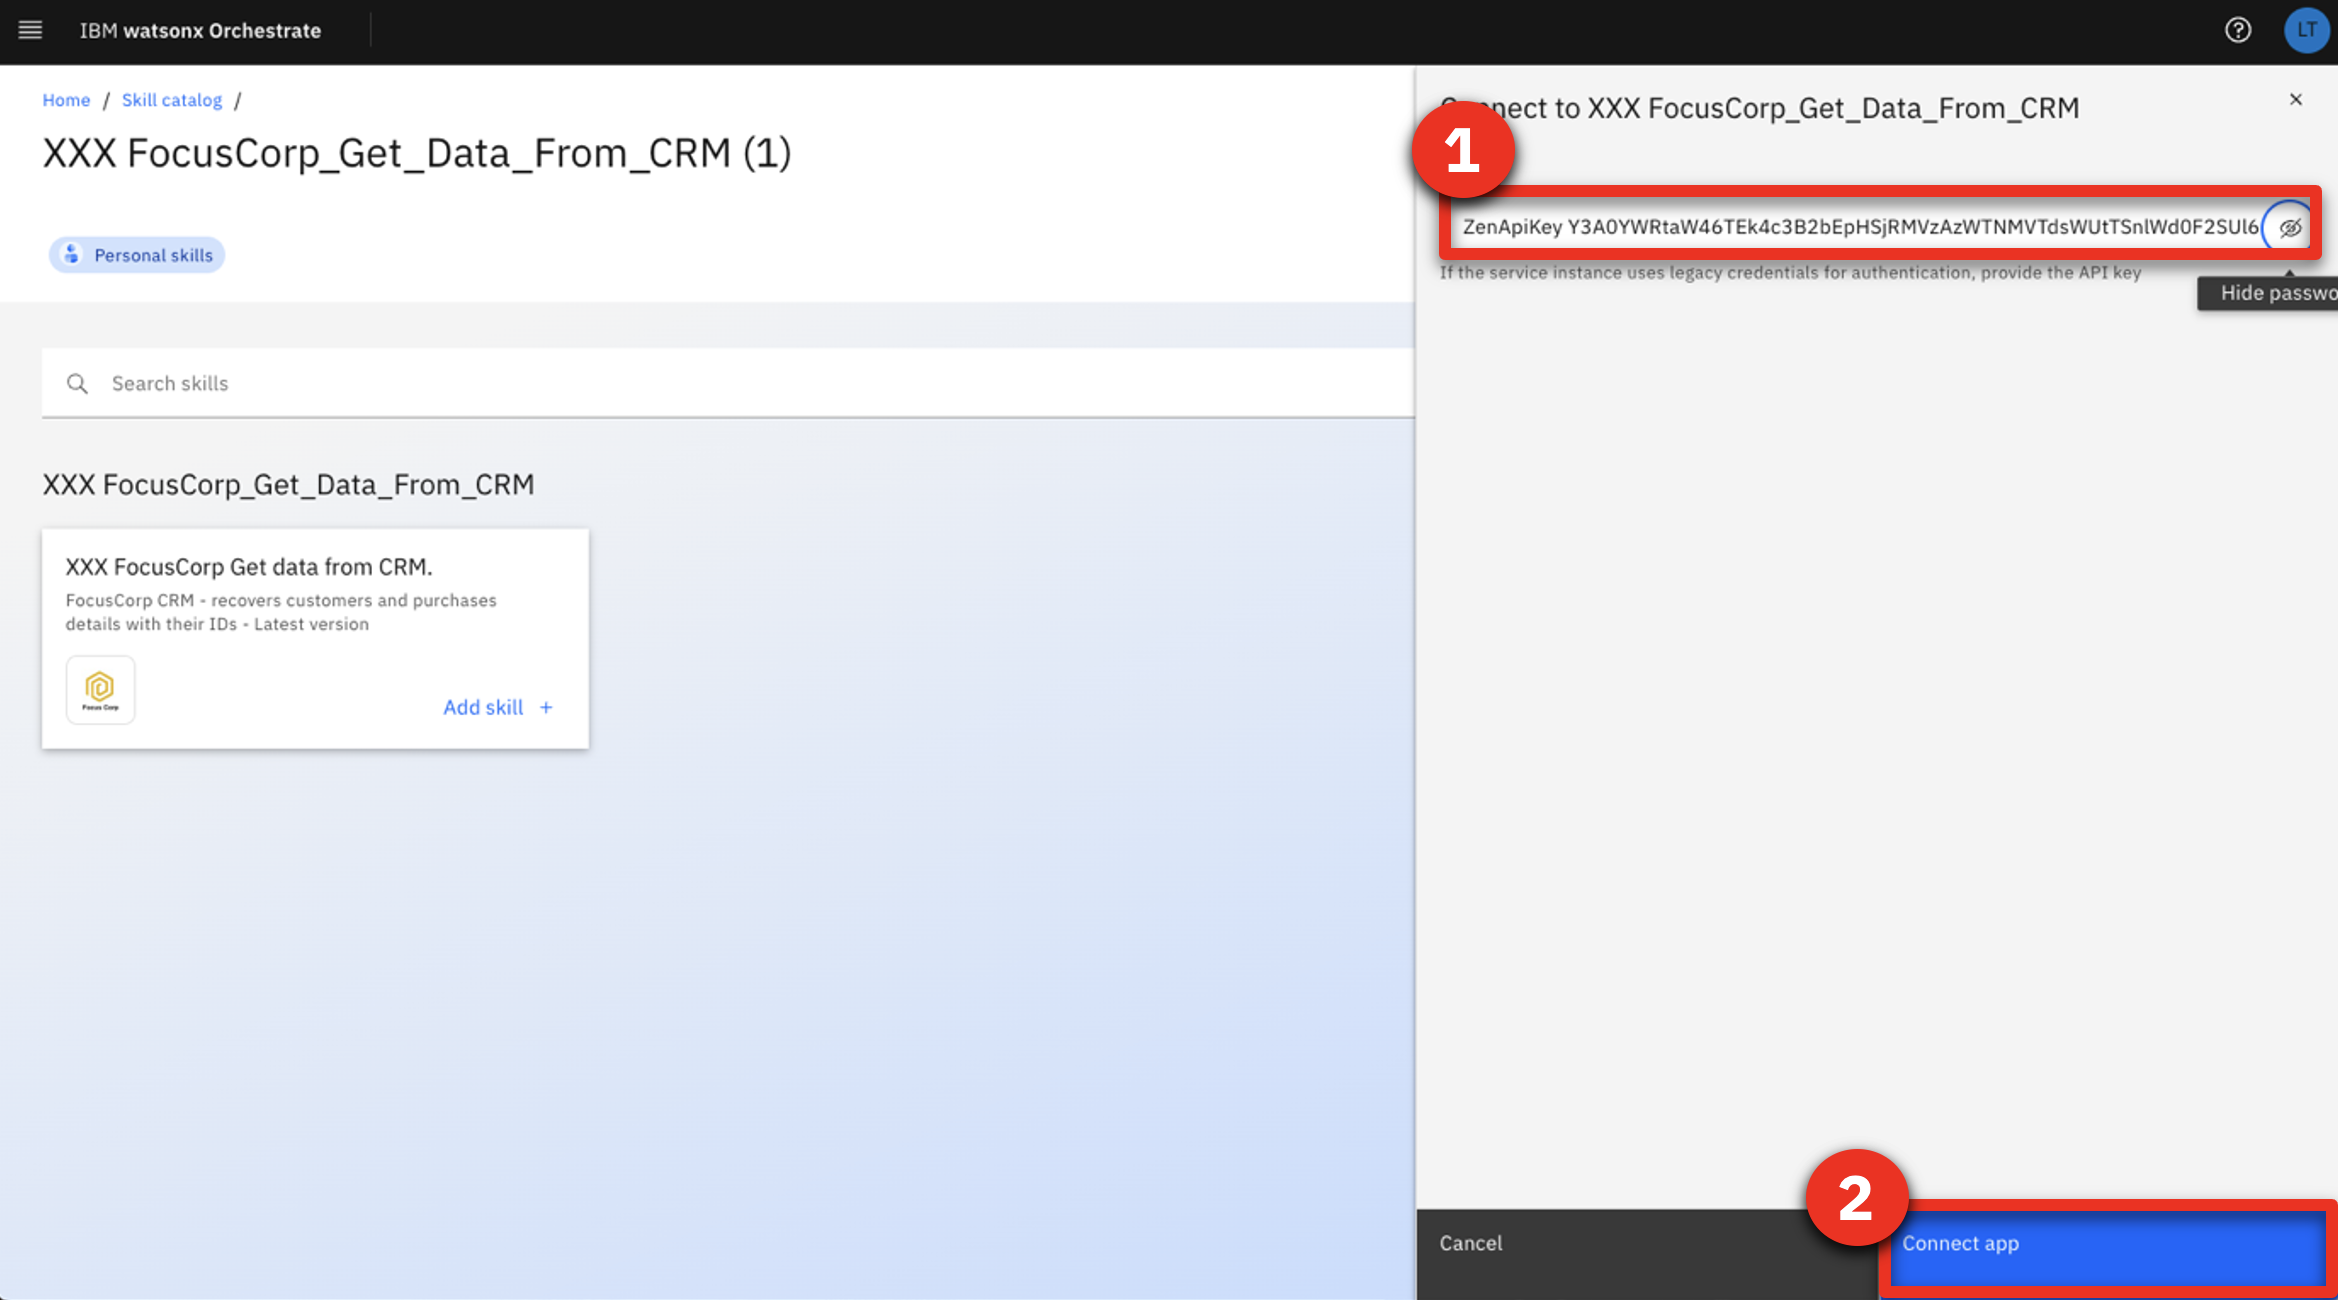 IBM watsonx Orchestrate
LT
Home / Skill catalog /
XXX FocusCorp_Get_Data_From_CRM (1)
Personal skills
Search skills
XXX FocusCorp_Get_Data_From_CRM
XXX FocusCorp Get data from CRM.
FocusCorp CRM - recovers customers and purchases
details with their IDs - Latest version
Focus Corp
Add skill +
nect to XXX FocusCorp_Get_Data_From_CRM
1
ZenApiKey Y3A0YWRtaW46TEk4c3B2bEpHSjRMVzAzWTNMVTdsWUtTSnlWd0F2SUl6
If the service instance uses legacy credentials for authentication, provide the API key
Hide passwo
2
Cancel
Connect app